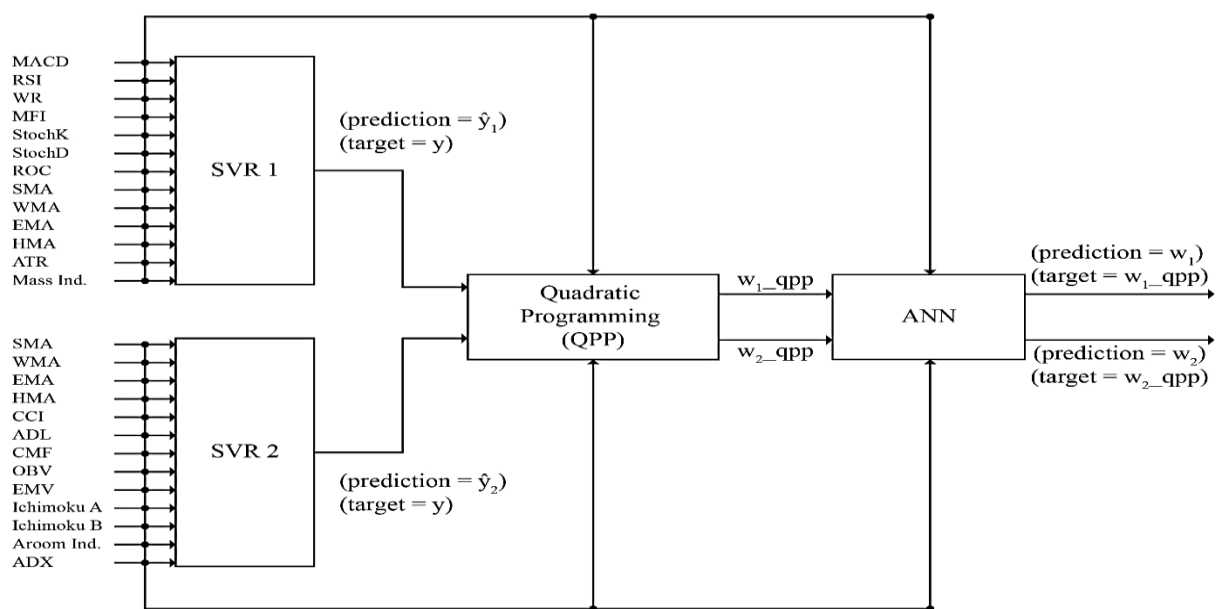 MACD
RSI
WR
MFI
StochK
StochD
ROC
SMA
WMA
EMA
HMA
ATR
Mass Ind.
SVR 1
(prediction = ŷ₁)
(target = y)
SMA
WMA
EMA
HMA
CCI
ADL
CMF
OBV
EMV
Ichimoku A
Ichimoku B
Aroom Ind.
ADX
SVR 2
(prediction = ŷ₂)
(target = y)
Quadratic
Programming
(QPP)
w₁_qpp
w₂_qpp
ANN
(prediction = w₁)
(target = w₁_qpp)
(prediction = w₂)
(target = w₂_qpp)